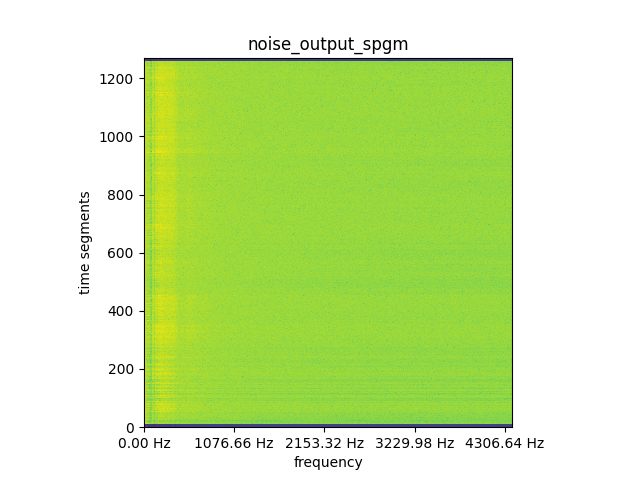 noise_output_spgm
1200
1000
800
600
400
200
0
time segments
0.00 Hz 1076.66 Hz 2153.32 Hz 3229.98 Hz 4306.64 Hz
frequency